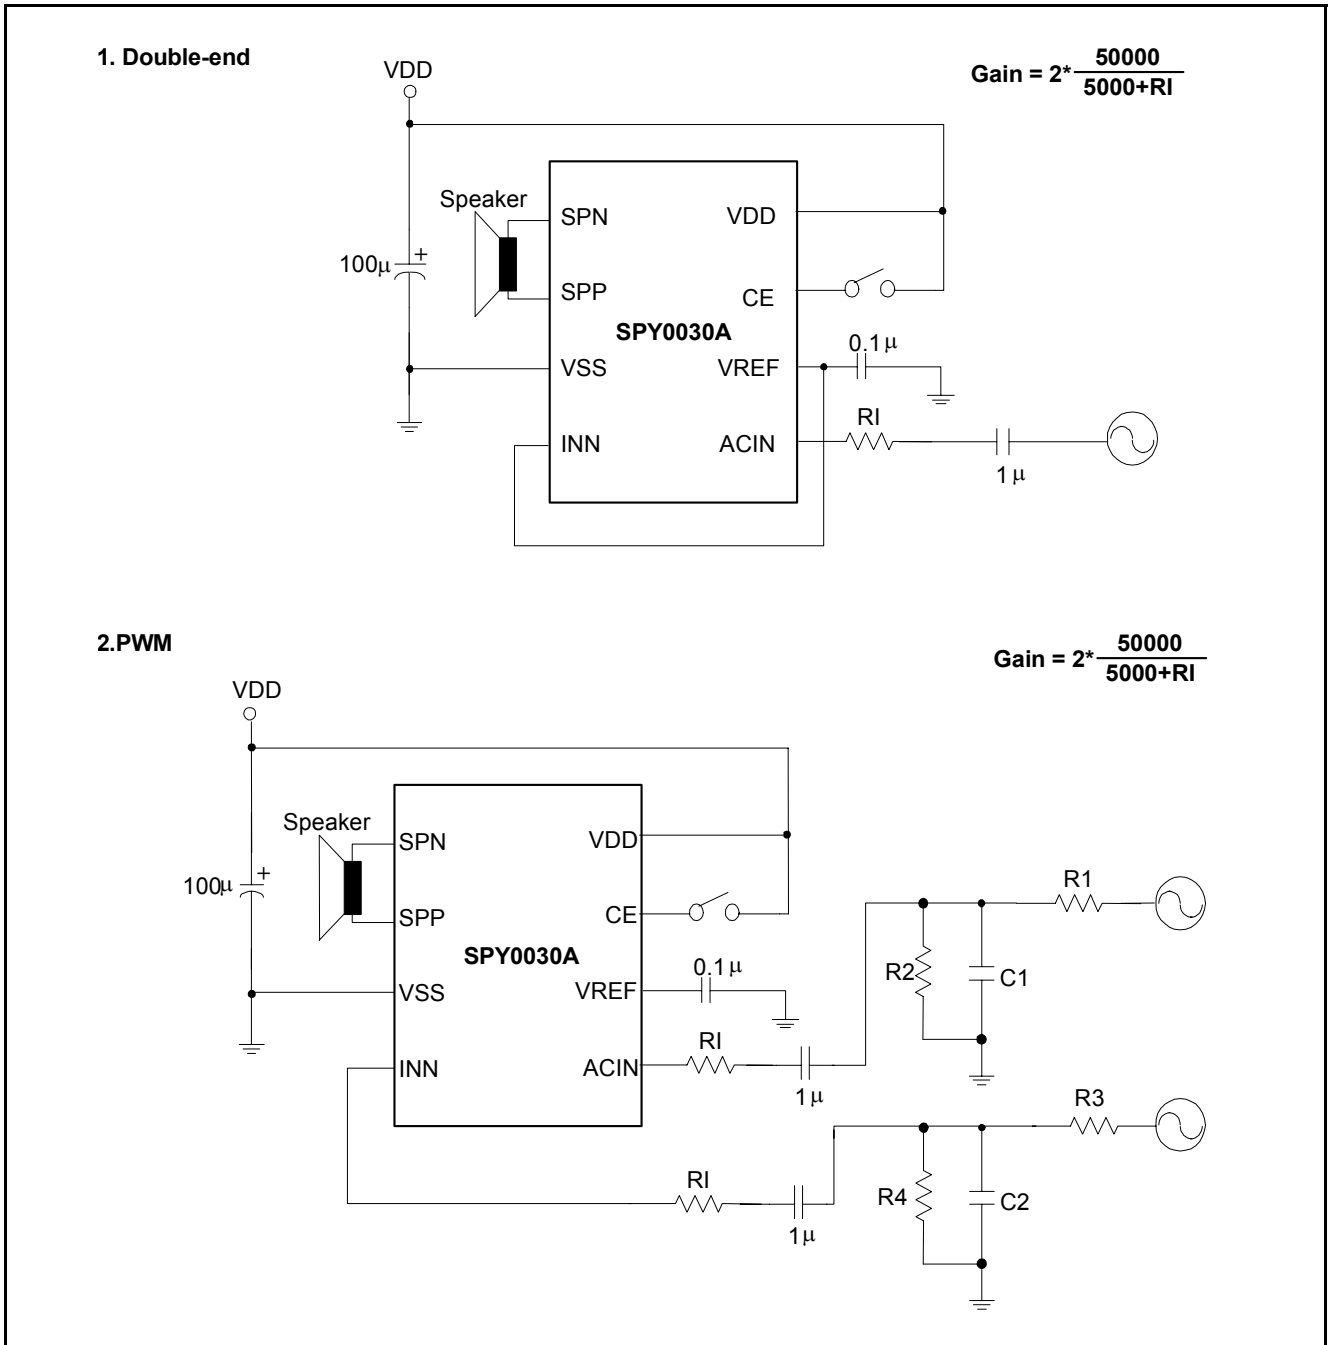 1. Double-end
Gain = 2* 50000
5000+RI
VDD
Speaker
SPN
VDD
100μ
+
SPP
CE
SPY0030A
0.1μ
VSS
VREF
RI
INN
ACIN
1μ
2.PWM
Gain = 2* 50000
5000+RI
VDD
Speaker
SPN
VDD
100μ
+
R1
SPP
CE
SPY0030A
0.1μ
R2
C1
VSS
VREF
RI
INN
ACIN
1μ
R3
RI
R4
C2
1μ